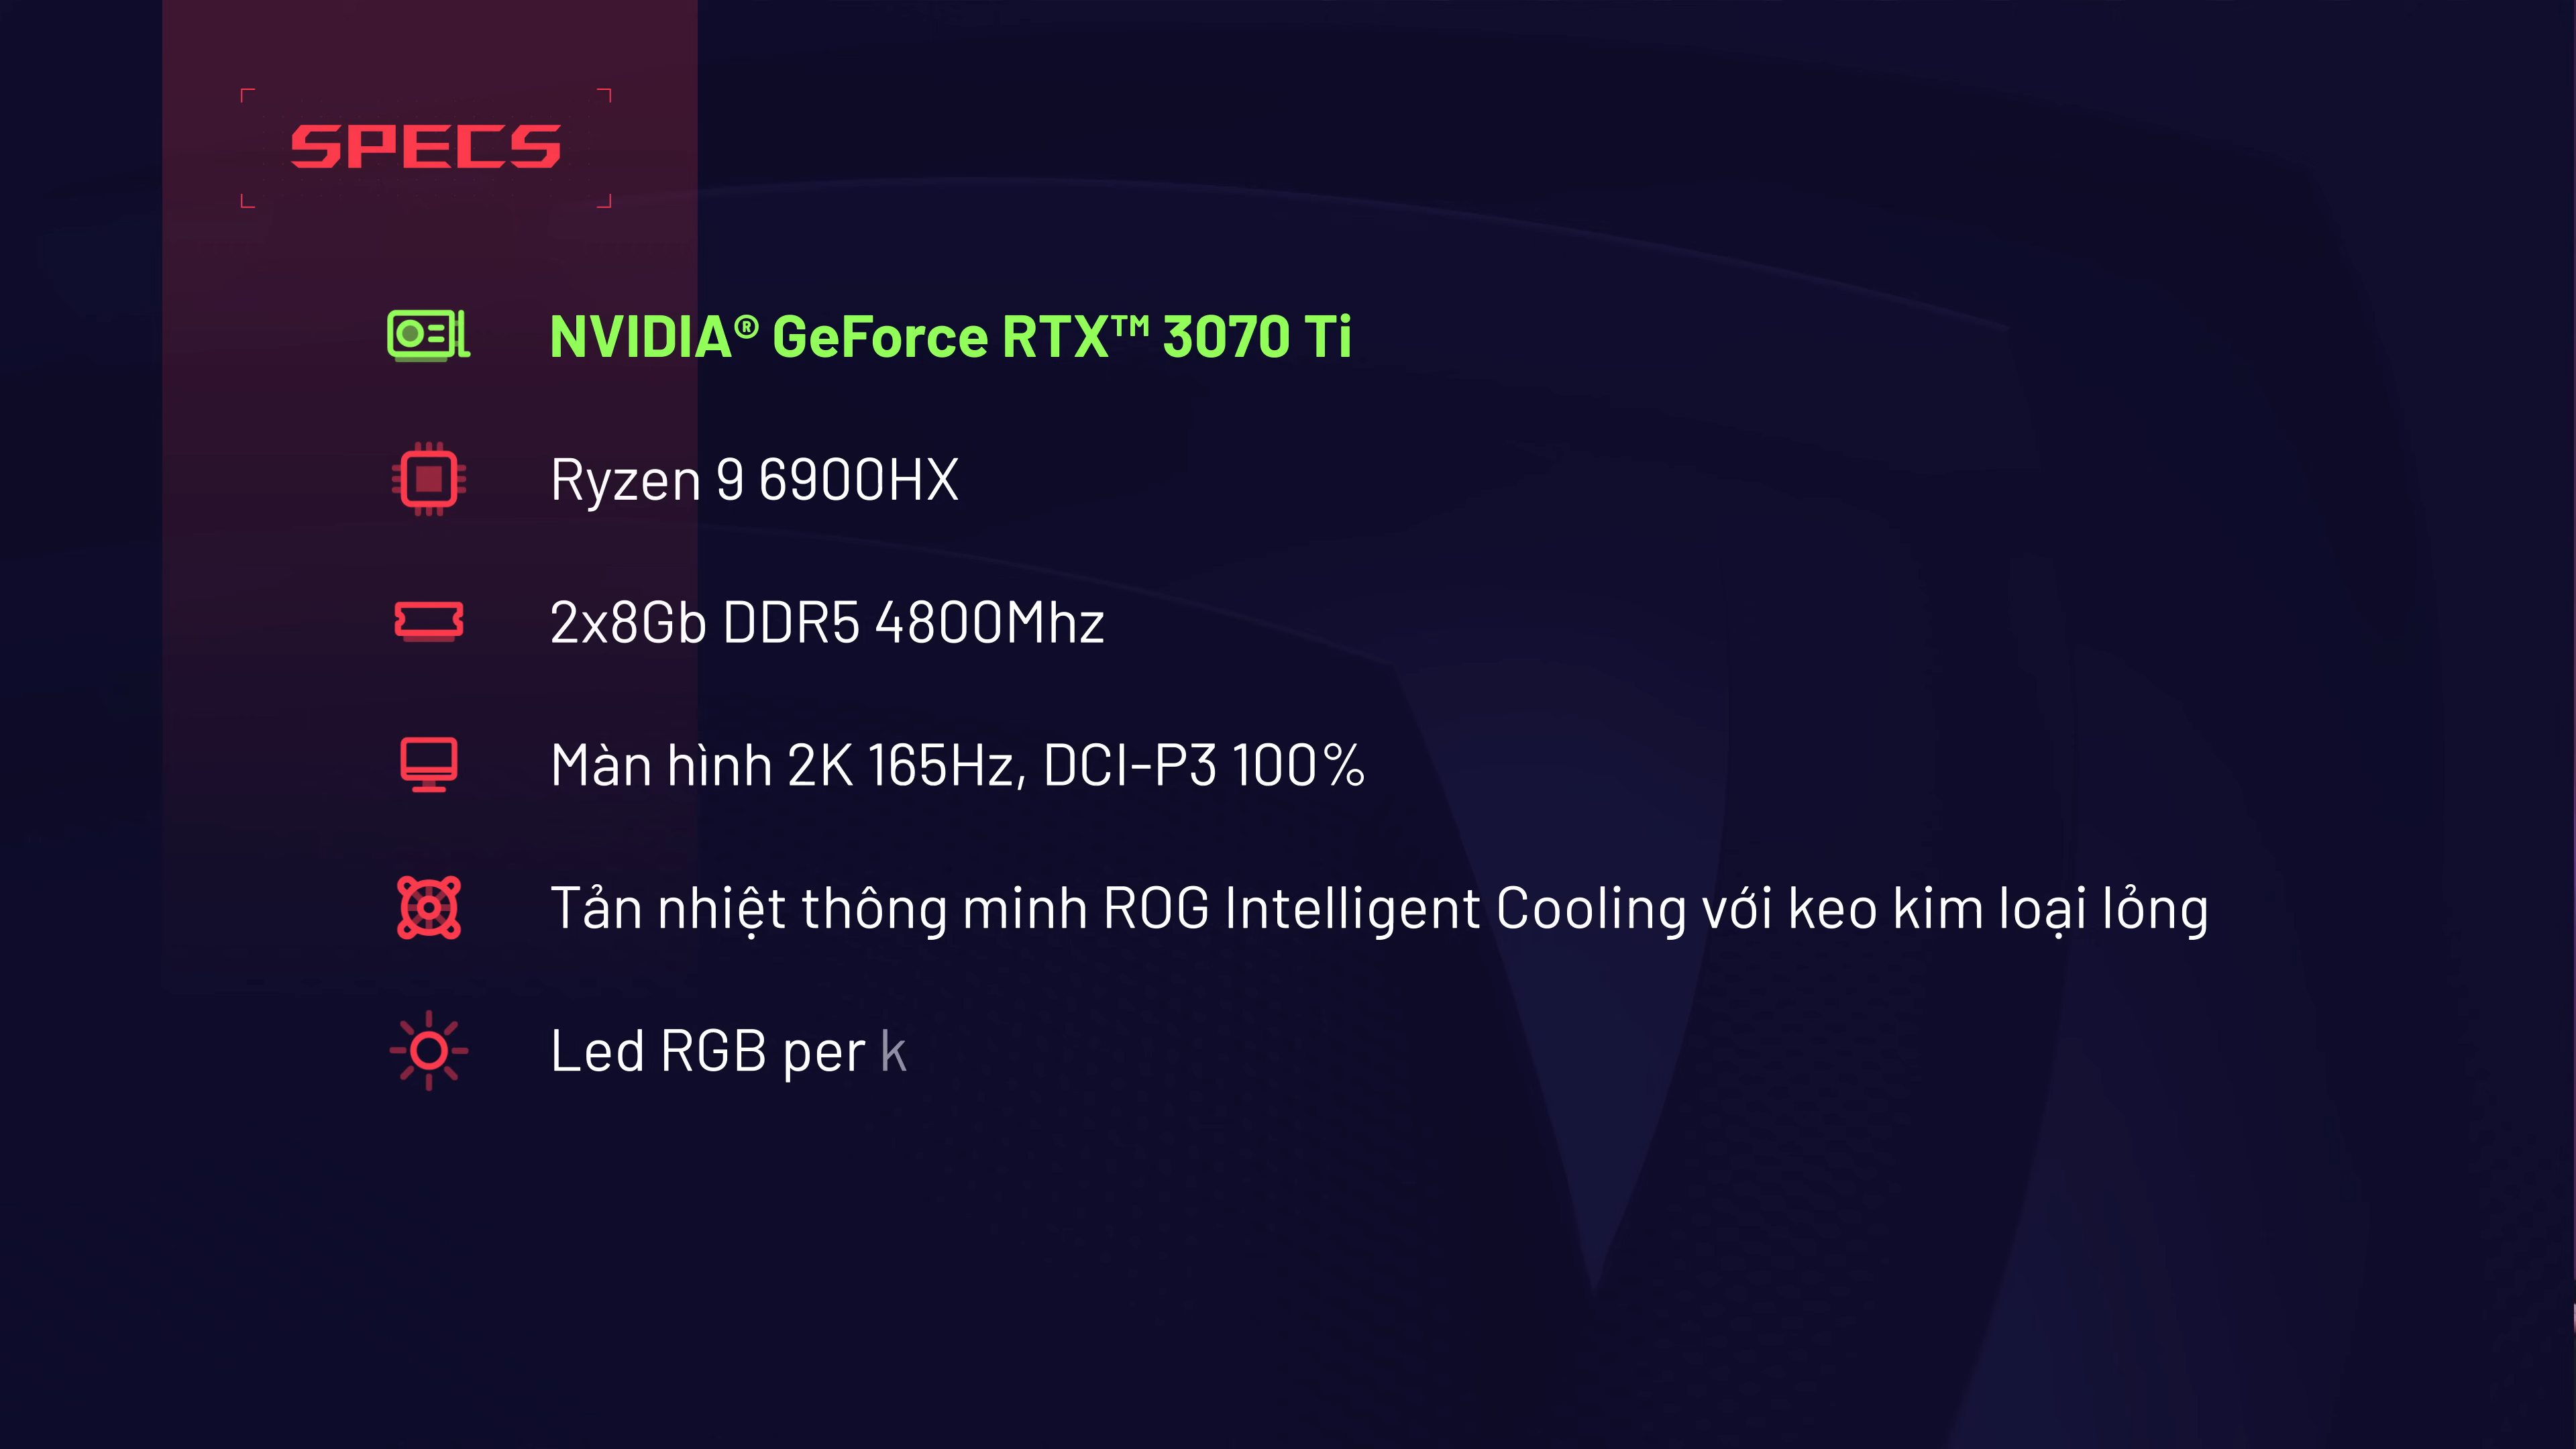 SPECS
NVIDIA® GeForce RTX™ 3070 Ti
Ryzen 9 6900HX
2x8Gb DDR5 4800Mhz
Màn hình 2K 165Hz, DCI-P3 100%
Tản nhiệt thông minh ROG Intelligent Cooling với keo kim loại lỏng
Led RGB per k